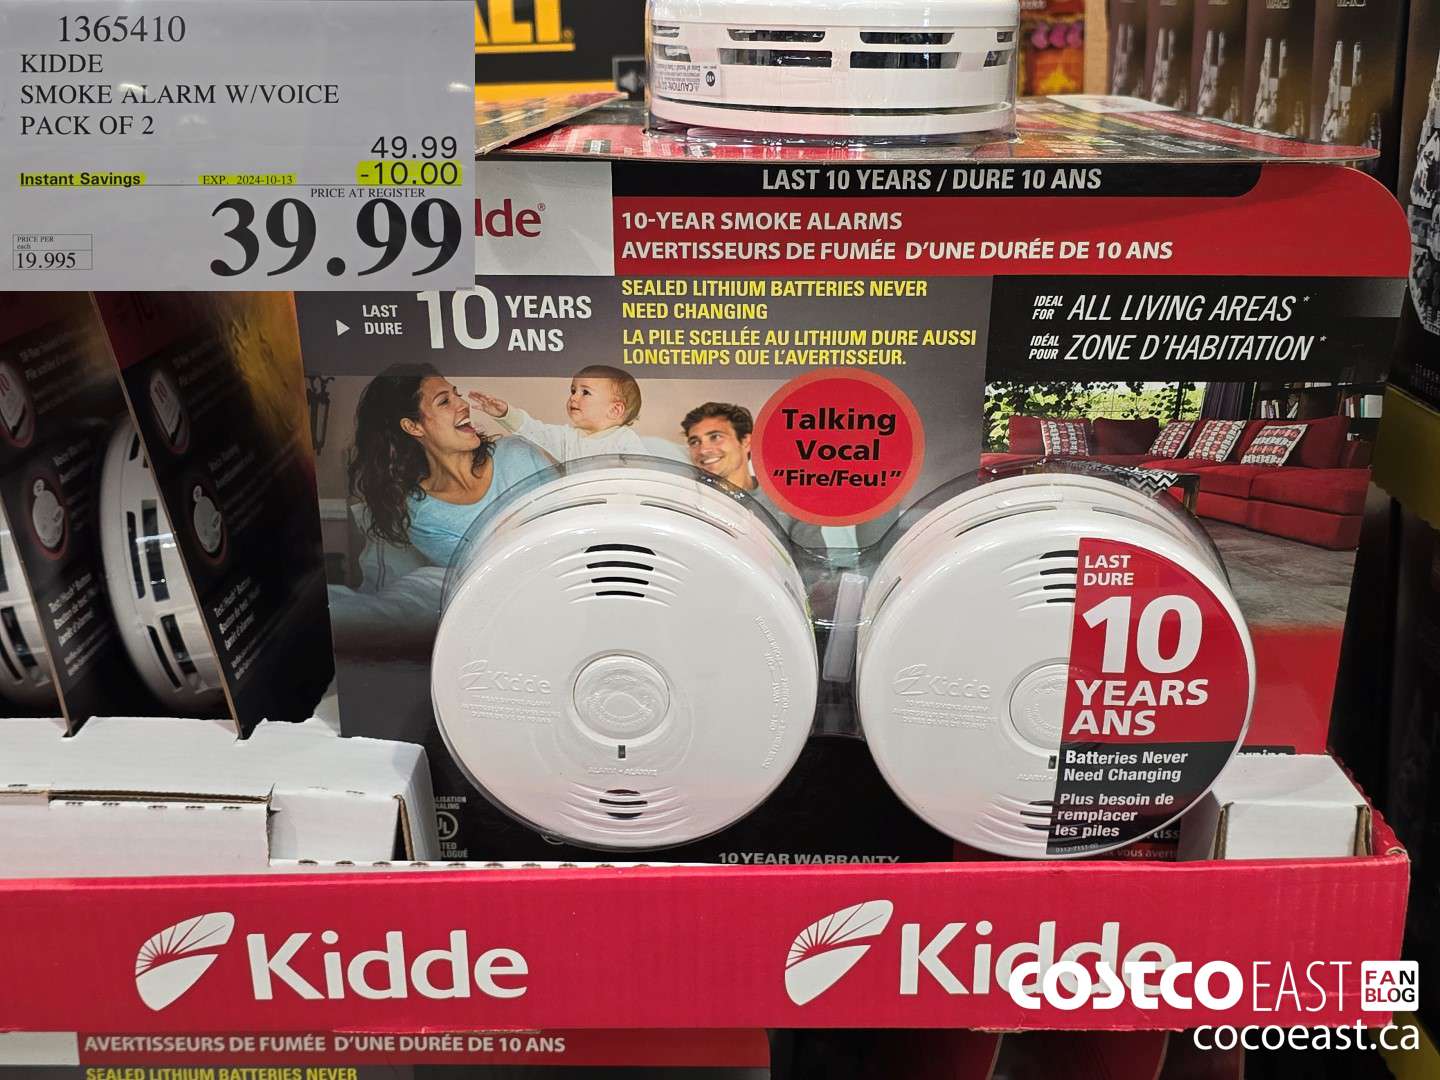 1365410
KIDDE
SMOKE ALARM W/VOICE
PACK OF 2
49.99
Instant Savings EXP. 2024-10-13 -10.00
PRICE AT REGISTER
39.99
PRICE PER
each
19.995
CAUTION:
LAST 10 YEARS / DURE 10 ANS
dde®
10-YEAR SMOKE ALARMS
AVERTISSEURS DE FUMÉE D'UNE DURÉE DE 10 ANS
LAST
DURE
10 YEARS
ANS
SEALED LITHIUM BATTERIES NEVER
NEED CHANGING
LA PILE SCELLÉE AU LITHIUM DURE AUSSI
LONGTEMPS QUE L'AVERTISSEUR.
IDEAL
FOR ALL LIVING AREAS*
IDÉAL
POUR ZONE D'HABITATION*
Talking
Vocal
"Fire/Feu!"
Kidde
ALARM • ALARME
Kidde
LAST
DURE
10
YEARS
ANS
Batteries Never
Need Changing
Plus besoin de
remplacer
les piles
UL
10 YEAR WARRANTY
Kidde
Kidde
COSTCO EAST FAN
BLOG
cocoeast.ca
AVERTISSEURS DE FUMÉE D'UNE DURÉE DE 10 ANS
SEALED LITHIUM BATTERIES NEVER